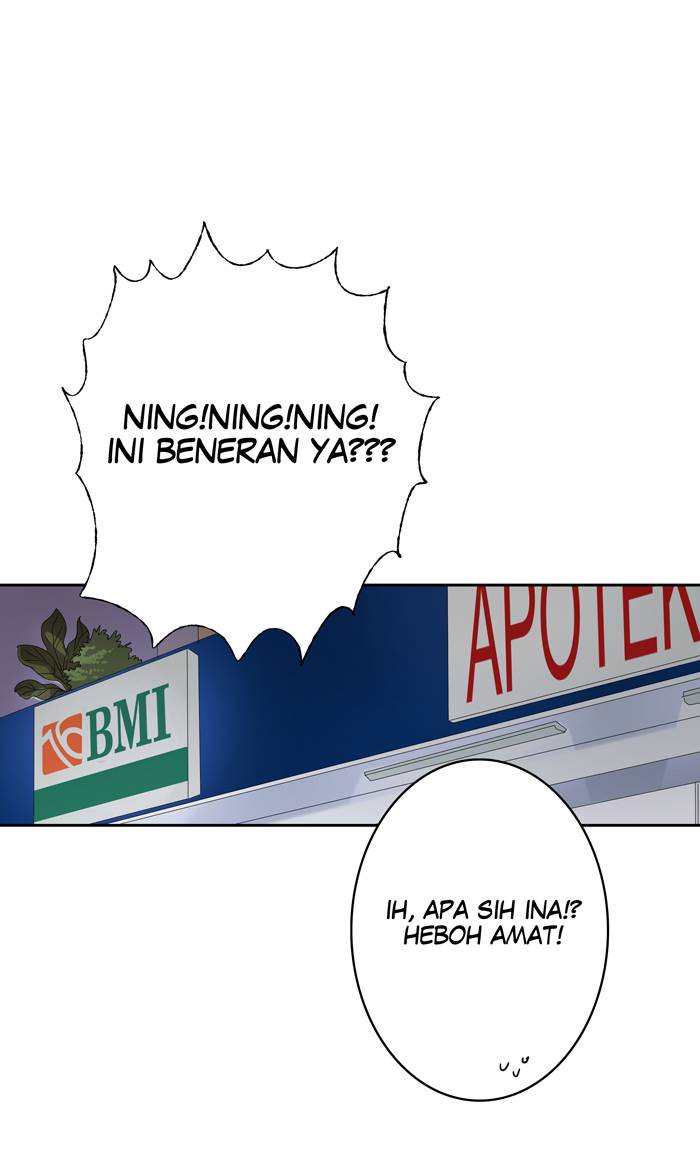 NING!NING!NING!
INI BENERAN YA???
APOTEK
BMI
IH, APA SIH INA!?
HEBOH AMAT!